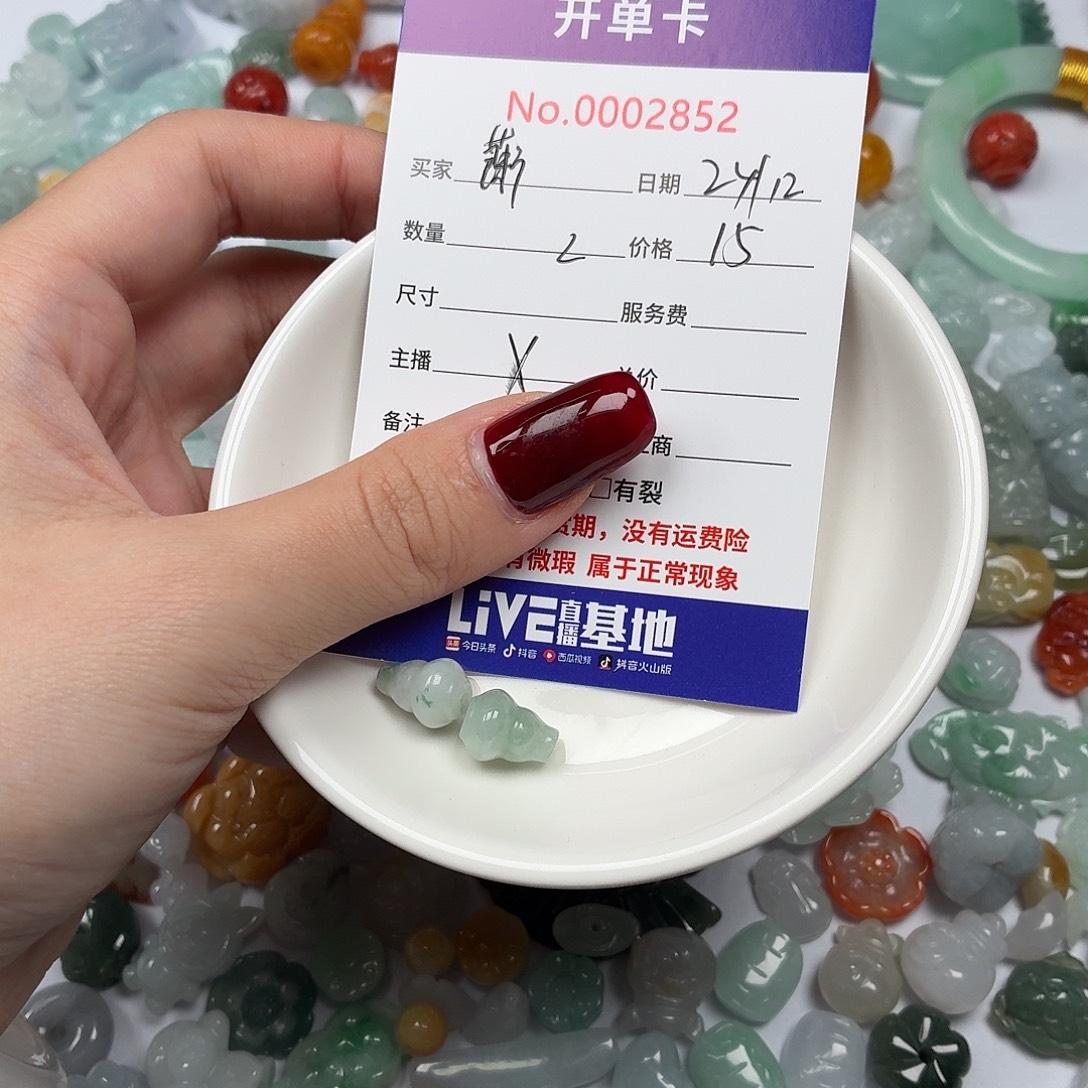 开单卡
No.0002852
买家 日期 24/12
数量 2 价格 15
尺寸 服务费
主播 X 单价
备注 商
□有裂
货期，没有运费险
有微瑕 属于正常现象
LiVE直播基地
今日头条 抖音 西瓜视频 抖音火山版